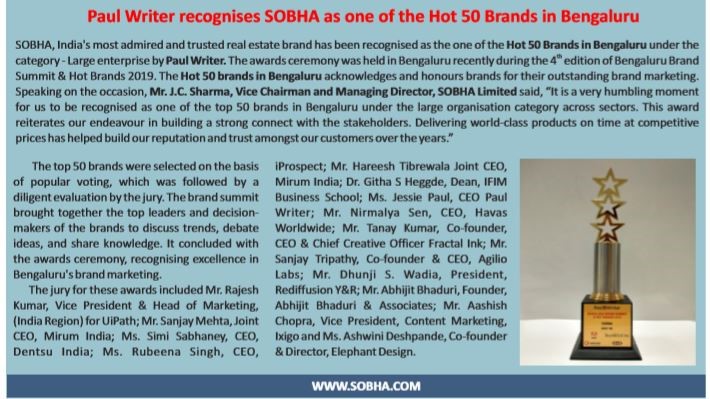 Paul Writer recognises SOBHA as one of the Hot 50 Brands in Bengaluru
SOBHA, India's most admired and trusted real estate brand has been recognised as the one of the Hot 50 Brands in Bengaluru under the
category - Large enterprise by Paul Writer. The awards ceremony was held in Bengaluru recently during the 4th edition of Bengaluru Brand
Summit & Hot Brands 2019. The Hot 50 brands in Bengaluru acknowledges and honours brands for their outstanding brand marketing.
Speaking on the occasion, Mr. J.C. Sharma, Vice Chairman and Managing Director, SOBHA Limited said, "It is a very humbling moment
for us to be recognised as one of the top 50 brands in Bengaluru under the large organisation category across sectors. This award
reiterates our endeavour in building a strong connect with the stakeholders. Delivering world-class products on time at competitive
prices has helped build our reputation and trust amongst our customers over the years."
The top 50 brands were selected on the basis
of popular voting, which was followed by a
diligent evaluation by the jury. The brand summit
brought together the top leaders and decision-
makers of the brands to discuss trends, debate
ideas, and share knowledge. It concluded with
the awards ceremony, recognising excellence in
Bengaluru's brand marketing.
The jury for these awards included Mr. Rajesh
Kumar, Vice President & Head of Marketing,
(India Region) for UiPath; Mr. Sanjay Mehta, Joint
CEO, Mirum India; Ms. Simi Sabhaney, CEO,
Dentsu India; Ms. Rubeena Singh, CEO,
iProspect; Mr. Hareesh Tibrewala Joint CEO,
Mirum India; Dr. Githa S Heggde, Dean, IFIM
Business School; Ms. Jessie Paul, CEO Paul
Writer; Mr. Nirmalya Sen, CEO, Havas
Worldwide; Mr. Tanay Kumar, Co-founder,
CEO & Chief Creative Officer Fractal Ink; Mr.
Sanjay Tripathy, Co-founder & CEO, Agilio
Labs; Mr. Dhunji S. Wadia, President,
Rediffusion Y&R; Mr. Abhijit Bhaduri, Founder,
Abhijit Bhaduri & Associates; Mr. Aashish
Chopra, Vice President, Content Marketing,
Ixigo and Ms. Ashwini Deshpande, Co-founder
& Director, Elephant Design.
WWW.SOBHA.COM